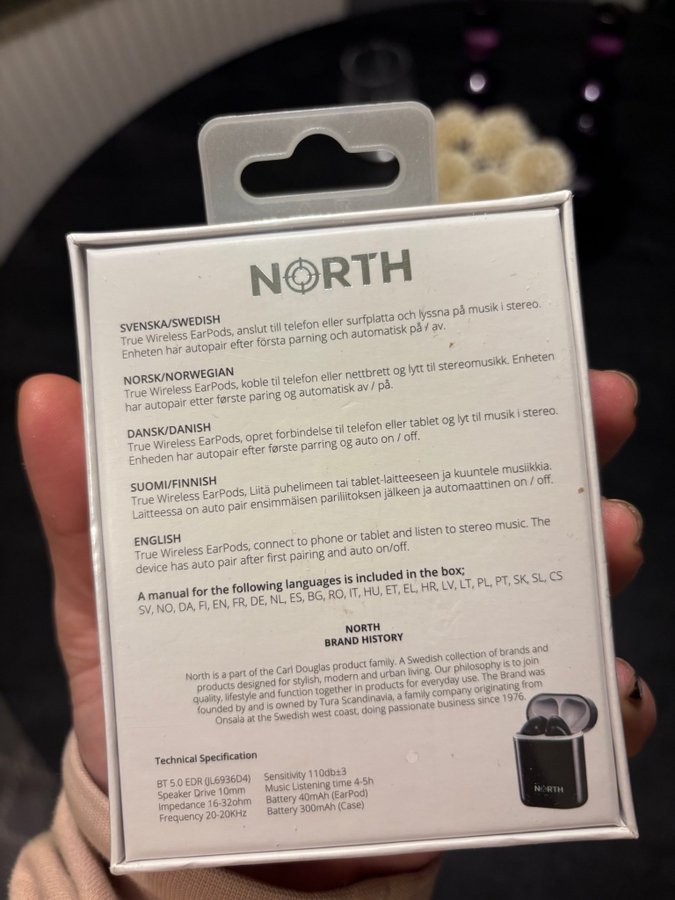 NORTH
SVENSKA/SWEDISH
True Wireless EarPods, anslut till telefon eller surfplatta och lyssna på musik i stereo.
Enheten har autopair efter första parning och automatisk på / av.
NORSK/NORWEGIAN
True Wireless EarPods, koble til telefon eller nettbrett og lytt til stereomusikk. Enheten
har autopair etter første paring og automatisk av / på.
DANSK/DANISH
True Wireless EarPods, opret forbindelse til telefon eller tablet og lyt til musik i stereo.
Enheden har autopair efter første parring og auto on / off.
SUOMI/FINNISH
True Wireless EarPods, Liitä puhelimeen tai tablet-laitteeseen ja kuuntele musiikkia.
Laitteessa on auto pair ensimmäisen pariliitoksen jälkeen ja automaattinen on / off.
ENGLISH
True Wireless EarPods, connect to phone or tablet and listen to stereo music. The
device has auto pair after first pairing and auto on/off.
A manual for the following languages is included in the box;
SV, NO, DA, FI, EN, FR, DE, NL, ES, BG, RO, IT, HU, ET, EL, HR, LV, LT, PL, PT, SK, SL, CS
NORTH
BRAND HISTORY
North is a part of the Carl Douglas product family. A Swedish collection of brands and
products designed for stylish, modern and urban living. Our philosophy is to join
quality, lifestyle and function together in products for everyday use. The Brand was
founded by and is owned by Tura Scandinavia, a family company originating from
Onsala at the Swedish west coast, doing passionate business since 1976.
Technical Specification
BT 5.0 EDR (JL6936D4)
Speaker Drive 10mm
Impedance 16-32ohm
Frequency 20-20KHz
Sensitivity 110db±3
Music Listening time 4-5h
Battery 40mAh (EarPod)
Battery 300mAh (Case)
NORTH